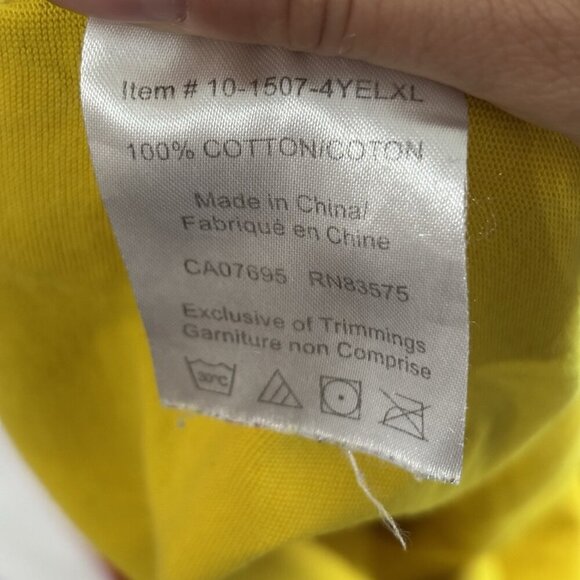 Item # 10-1507-4YELXL
100% COTTON/COTON
Made in China/
Fabriqué en Chine
CA07695 RN83575
Exclusive of Trimmings
Garniture non Comprise
30°C